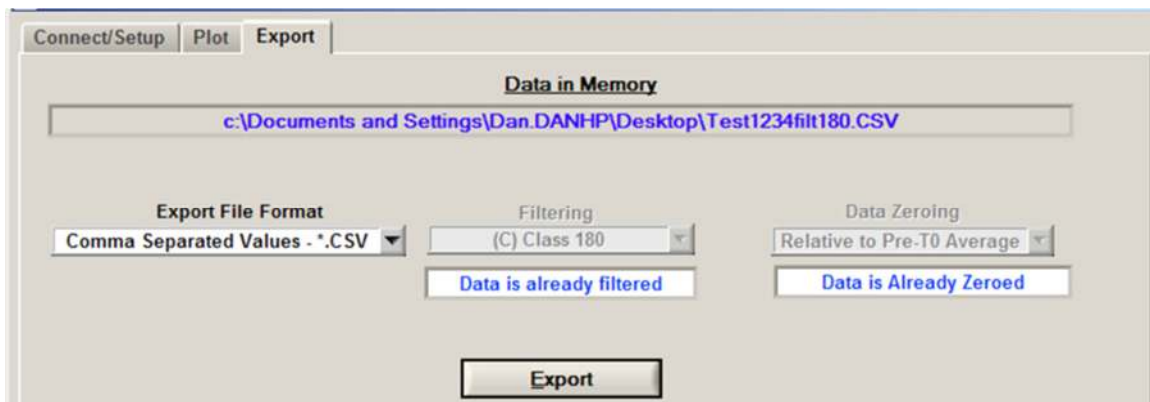 Connect/Setup Plot Export
Data in Memory
c:\Documents and Settings\Dan.DANHP\Desktop\Test1234filt180.CSV
Export File Format Filtering Data Zeroing
Comma Separated Values - *.CSV (C) Class 180 Relative to Pre-T0 Average
Data is already filtered Data is Already Zeroed
Export